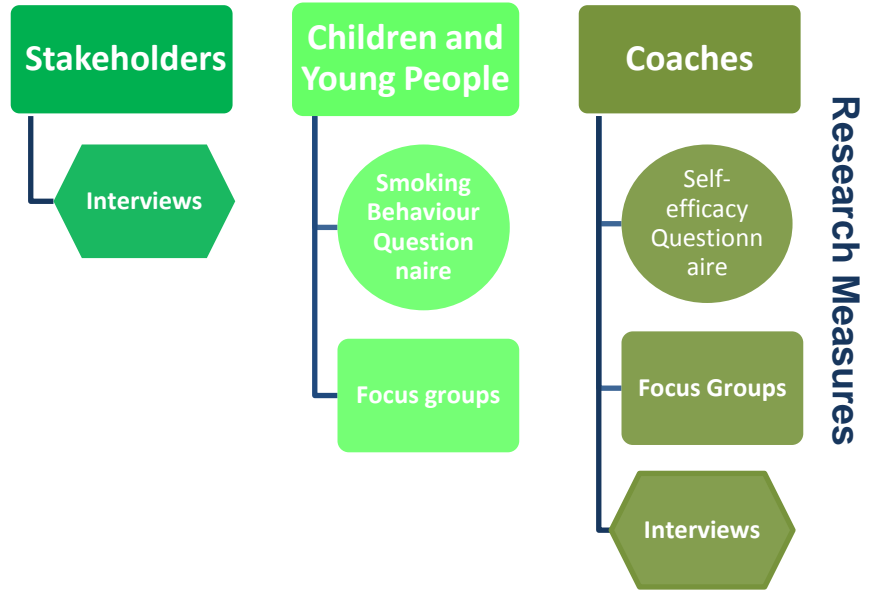 Stakeholders
Interviews
Children and
Young People
Smoking
Behaviour
Question
naire
Focus groups
Coaches
Self-
efficacy
Questionn
aire
Focus Groups
Interviews
Research Measures